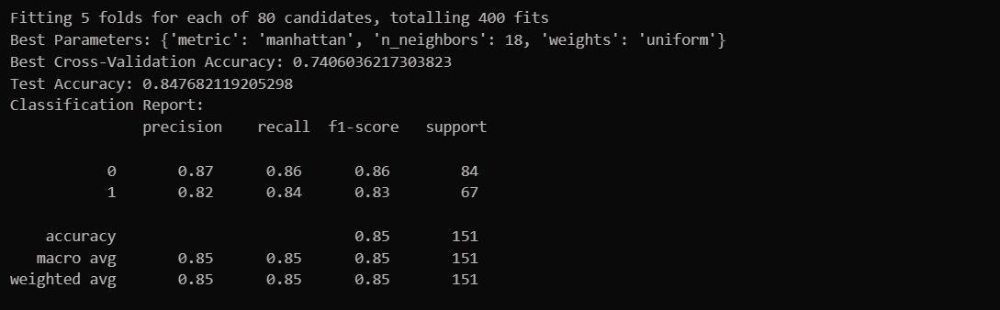 Fitting 5 folds for each of 80 candidates, totalling 400 fits
Best Parameters: {'metric': 'manhattan', 'n_neighbors': 18, 'weights': 'uniform'}
Best Cross-Validation Accuracy: 0.7406036217303823
Test Accuracy: 0.847682119205298
Classification Report:
              precision    recall  f1-score   support

           0       0.87      0.86      0.86        84
           1       0.82      0.84      0.83        67

    accuracy                           0.85       151
   macro avg       0.85      0.85      0.85       151
weighted avg       0.85      0.85      0.85       151